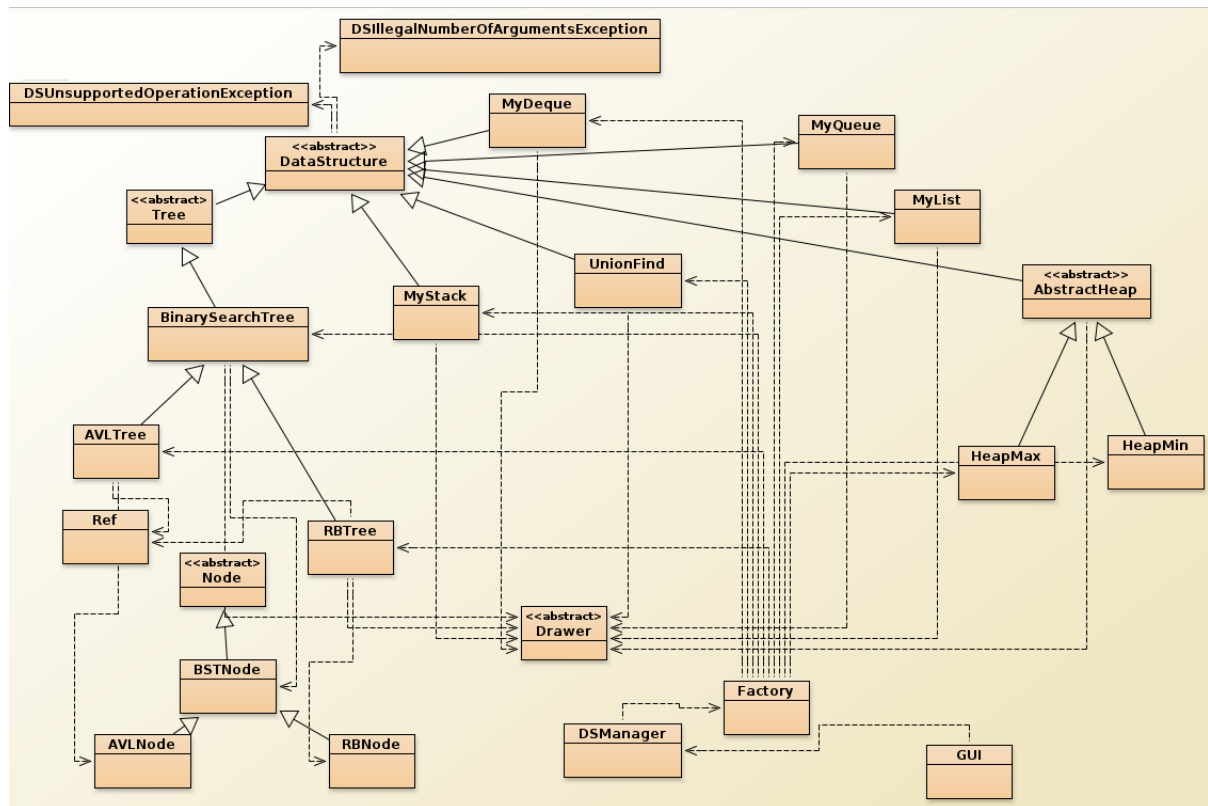 DSIllegalNumberOfArgumentsException
DSUnsupportedOperationException
MyDeque
MyQueue
<<abstract>>
DataStructure
<<abstract>
Tree
MyList
UnionFind
<<abstract>>
AbstractHeap
MyStack
BinarySearchTree
AVLTree
HeapMax
HeapMin
Ref
RBTree
<<abstract>
Node
<<abstract>
Drawer
BSTNode
Factory
DSManager
AVLNode
RBNode
GUI